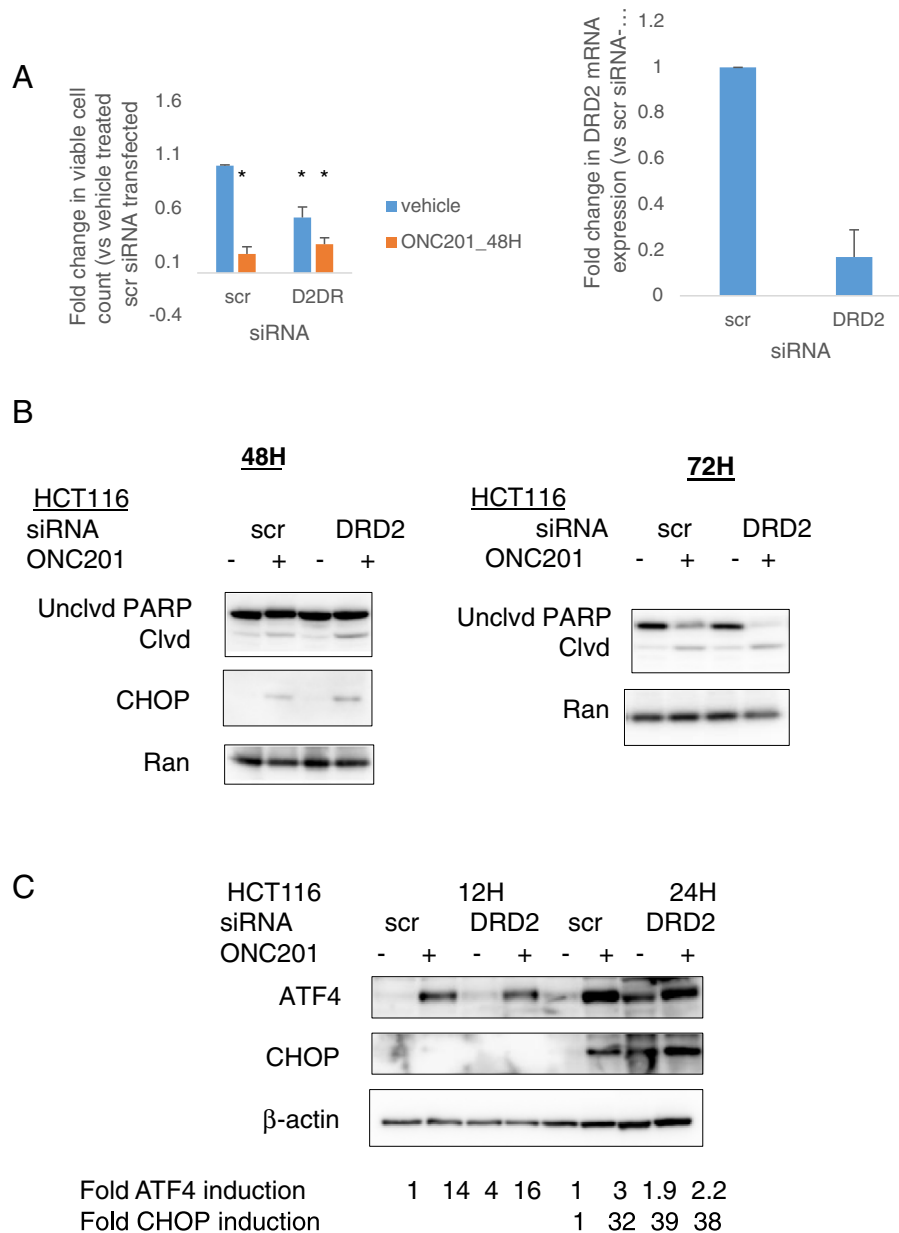 A
Fold change in viable cell
count (vs vehicle treated
scr siRNA transfected
1.6
1.1
0.6
0.1
-0.4
* * *
scr D2DR
siRNA
vehicle
ONC201_48H
Fold change in DRD2 mRNA
expression (vs scr siRNA-…
1.2
1
0.8
0.6
0.4
0.2
0
scr DRD2
siRNA
B
48H
HCT116
siRNA scr DRD2
ONC201 - + - +
Unclvd PARP
Clvd
CHOP
Ran
72H
HCT116
siRNA scr DRD2
ONC201 - + - +
Unclvd PARP
Clvd
Ran
C
HCT116 12H 24H
siRNA scr DRD2 scr DRD2
ONC201 - + - + - + - +
ATF4
CHOP
β-actin
Fold ATF4 induction 1 14 4 16 1 3 1.9 2.2
Fold CHOP induction 1 32 39 38